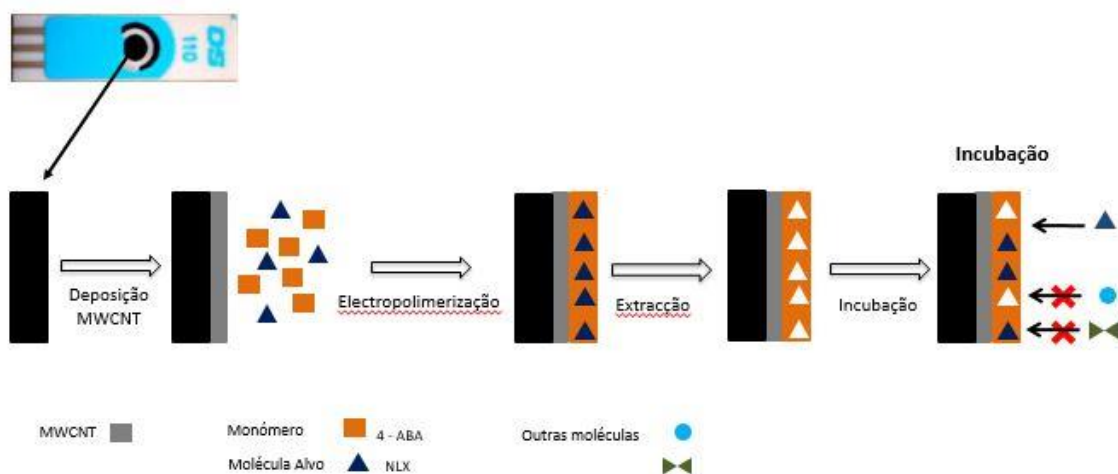 DS
110
Incubação
Deposição
MWCNT
Electropolimerização
Extracção
Incubação
MWCNT
Monómero
4 - ABA
Outras moléculas
Molécula Alvo
NLX